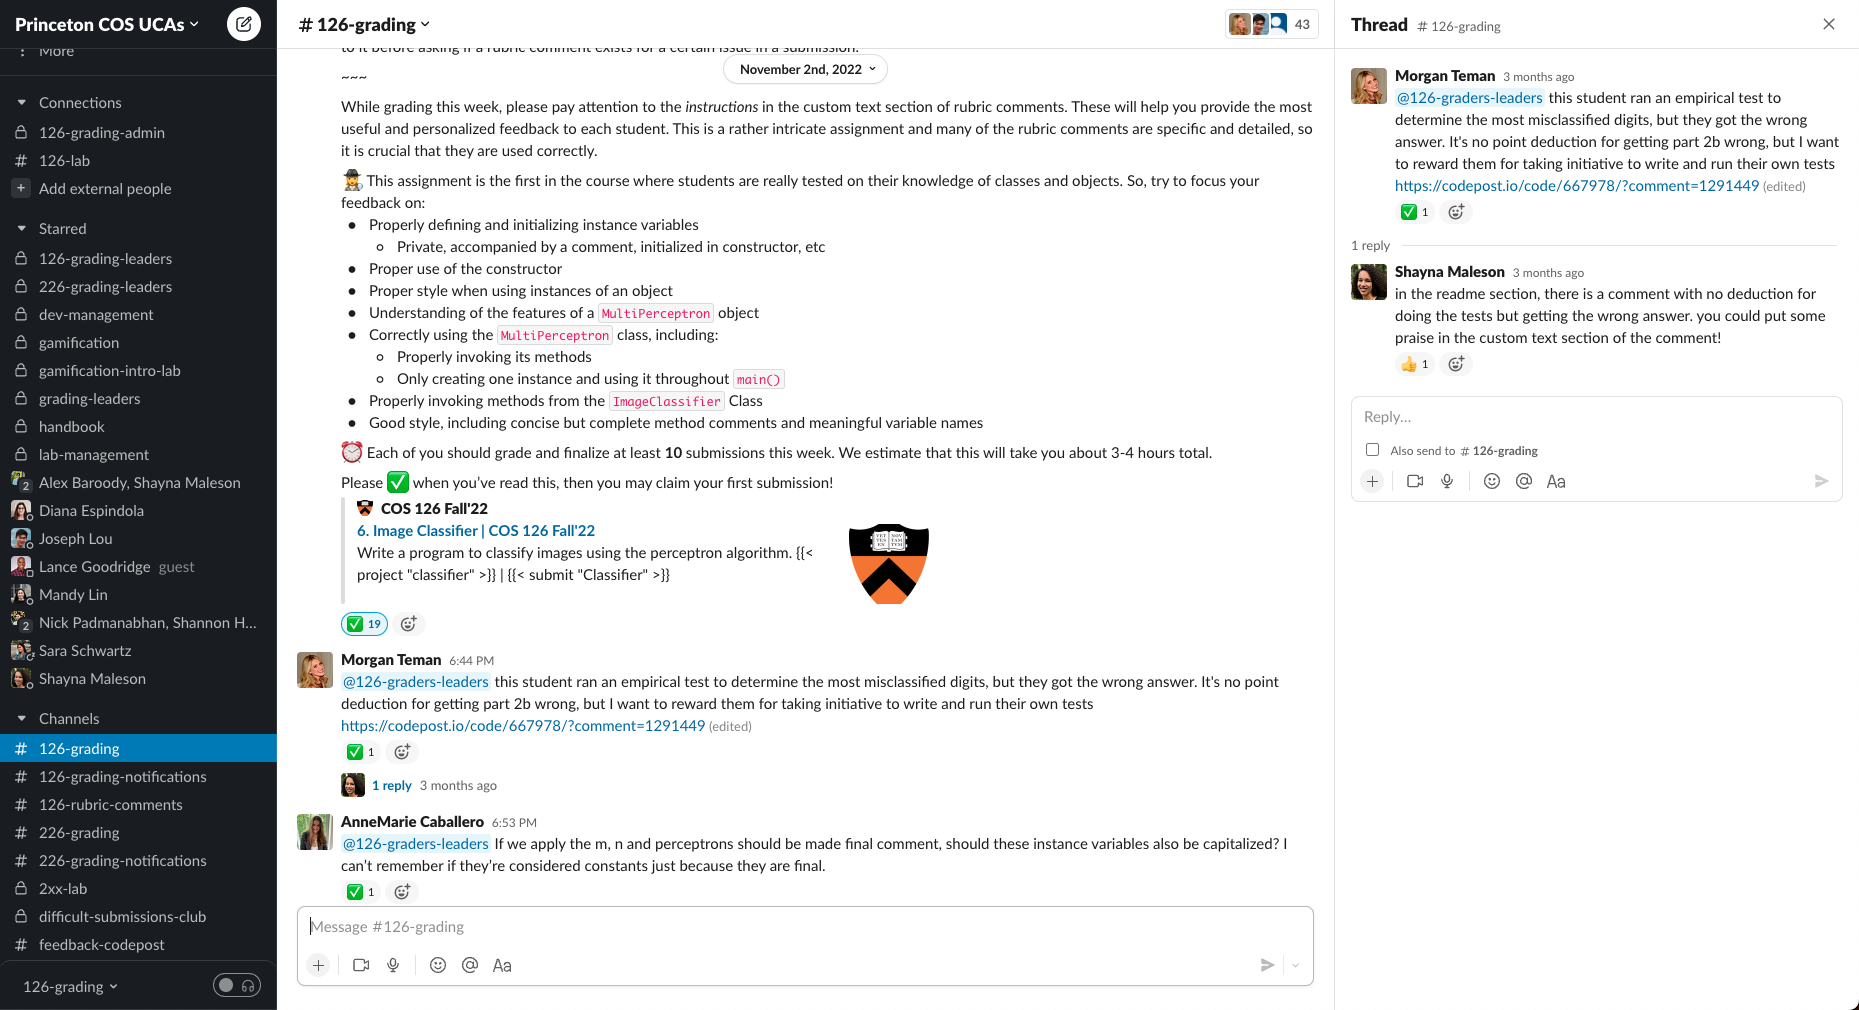 Princeton COS UCAs
More
Connections
126-grading-admin
126-lab
Add external people
Starred
126-grading-leaders
226-grading-leaders
dev-management
gamification
gamification-intro-lab
grading-leaders
handbook
lab-management
2 Alex Baroody, Shayna Maleson
Diana Espindola
Joseph Lou
Lance Goodridge guest
Mandy Lin
2 Nick Padmanabhan, Shannon H...
Sara Schwartz
Shayna Maleson
Channels
# 126-grading
# 126-grading-notifications
# 126-rubric-comments
# 226-grading
# 226-grading-notifications
2xx-lab
difficult-submissions-club
# feedback-codepost
126-grading
# 126-grading
43
to it before asking if a rubric comment exists for a certain issue in a submission.
November 2nd, 2022
~~~
While grading this week, please pay attention to the instructions in the custom text section of rubric comments. These will help you provide the most
useful and personalized feedback to each student. This is a rather intricate assignment and many of the rubric comments are specific and detailed, so
it is crucial that they are used correctly.
This assignment is the first in the course where students are really tested on their knowledge of classes and objects. So, try to focus your
feedback on:
• Properly defining and initializing instance variables
◦ Private, accompanied by a comment, initialized in constructor, etc
• Proper use of the constructor
• Proper style when using instances of an object
• Understanding of the features of a MultiPerceptron object
• Correctly using the MultiPerceptron class, including:
◦ Properly invoking its methods
◦ Only creating one instance and using it throughout main()
• Properly invoking methods from the ImageClassifier Class
• Good style, including concise but complete method comments and meaningful variable names
⏰ Each of you should grade and finalize at least 10 submissions this week. We estimate that this will take you about 3-4 hours total.
Please ✅ when you've read this, then you may claim your first submission!
COS 126 Fall'22
6. Image Classifier | COS 126 Fall'22
Write a program to classify images using the perceptron algorithm. {{<
project "classifier" >}} | {{< submit "Classifier" >}}
VET NOV
TES TAM
EN TVM
✅ 19
Morgan Teman 6:44 PM
@126-graders-leaders this student ran an empirical test to determine the most misclassified digits, but they got the wrong answer. It's no point
deduction for getting part 2b wrong, but I want to reward them for taking initiative to write and run their own tests
https://codepost.io/code/667978/?comment=1291449 (edited)
✅ 1
1 reply 3 months ago
AnneMarie Caballero 6:53 PM
@126-graders-leaders If we apply the m, n and perceptrons should be made final comment, should these instance variables also be capitalized? I
can't remember if they're considered constants just because they are final.
✅ 1
Message #126-grading
Aa
Thread # 126-grading
Morgan Teman 3 months ago
@126-graders-leaders this student ran an empirical test to
determine the most misclassified digits, but they got the wrong
answer. It's no point deduction for getting part 2b wrong, but I want
to reward them for taking initiative to write and run their own tests
https://codepost.io/code/667978/?comment=1291449 (edited)
✅ 1
1 reply
Shayna Maleson 3 months ago
in the readme section, there is a comment with no deduction for
doing the tests but getting the wrong answer. you could put some
praise in the custom text section of the comment!
👍 1
Reply...
Also send to # 126-grading
Aa